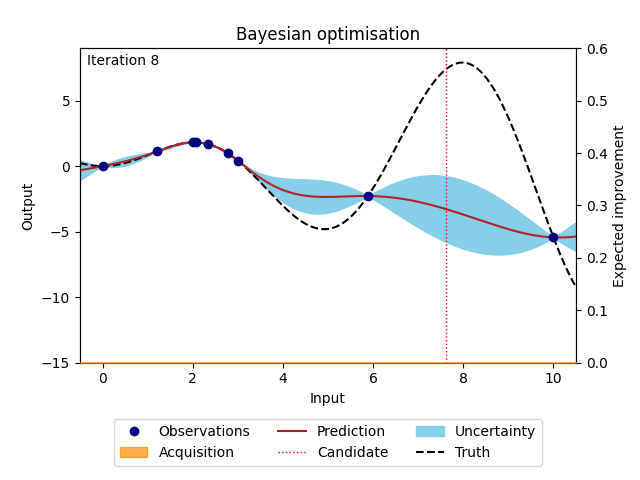 Bayesian optimisation
Iteration 8
Output
5
0
−5
−10
−15
0.6
0.5
0.4
0.3
0.2
0.1
0.0
Expected improvement
0 2 4 6 8 10
Input
Observations Prediction Uncertainty
Acquisition Candidate Truth